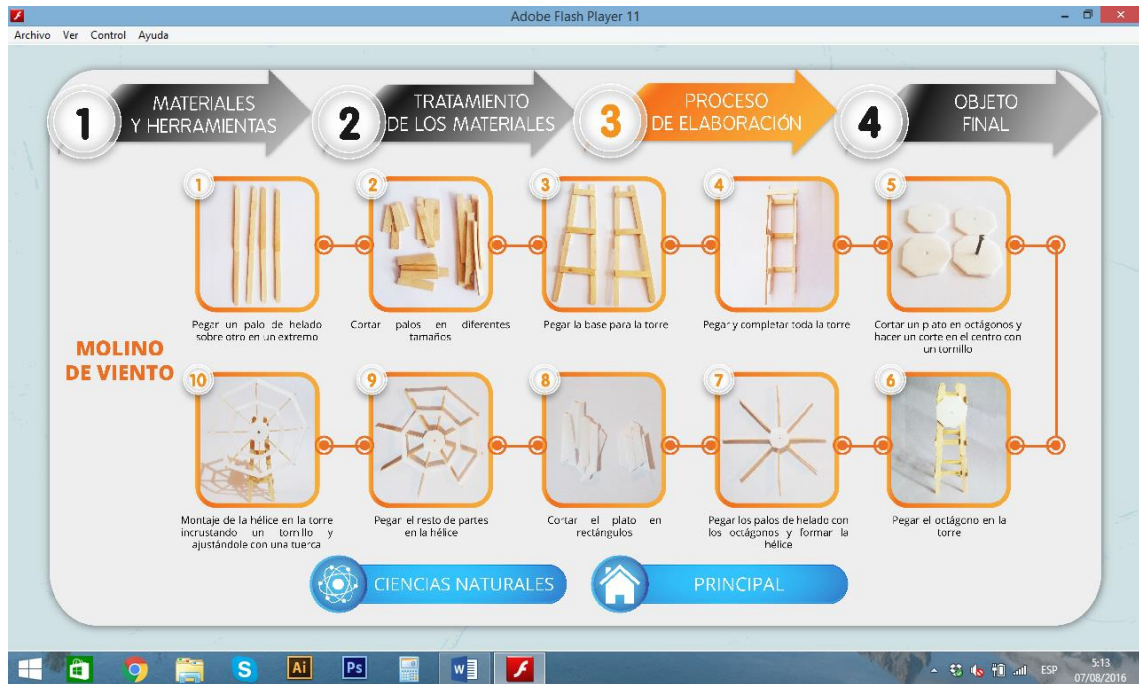 Adobe Flash Player 11
Archivo Ver Control Ayuda
1
MATERIALES
Y HERRAMIENTAS
2
TRATAMIENTO
DE LOS MATERIALES
3
PROCESO
DE ELABORACIÓN
4
OBJETO
FINAL
MOLINO
DE VIENTO
1
Pegar un palo de helado
sobre otro en un extremo
2
Cortar palos en diferentes
tamaños
3
Pegar la base para la torre
4
Pegar y completar toda la torre
5
Cortar un plato en octágonos y
hacer un corte en el centro con
un tornillo
10
Montaje de la hélice en la torre
incrustando un tornillo y
ajustándole con una tuerca
9
Pegar el resto de partes
en la hélice
8
Cortar el plato en
rectángulos
7
Pegar los palos de helado con
los octágonos y formar la
hélice
6
Pegar el octágono en la
torre
CIENCIAS NATURALES
PRINCIPAL
S
Ai
Ps
W
ESP
5:13
07/08/2016